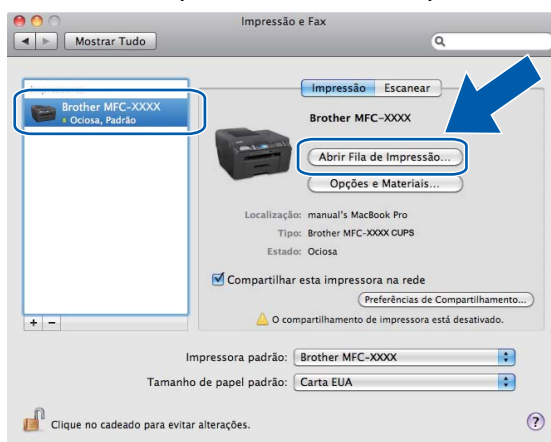 Impressão e Fax
Mostrar Tudo
Impressão Escanear
Brother MFC-XXXX
Ociosa, Padrão
Brother MFC-XXXX
Abrir Fila de Impressão...
Opções e Materiais...
Localização: manual's MacBook Pro
Tipo: Brother MFC-XXXX CUPS
Estado: Ociosa
Compartilhar esta impressora na rede
Preferências de Compartilhamento...
O compartilhamento de impressora está desativado.
+ −
Impressora padrão: Brother MFC-XXXX
Tamanho de papel padrão: Carta EUA
Clique no cadeado para evitar alterações.
?